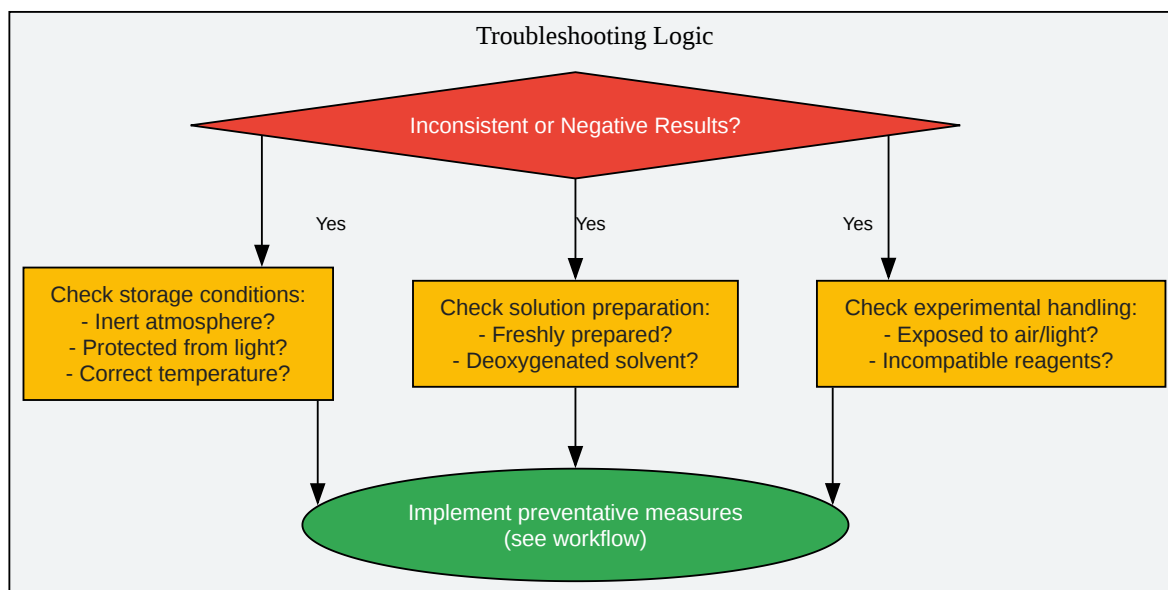 Troubleshooting Logic
Inconsistent or Negative Results?
Yes
Yes
Yes
Check storage conditions:
- Inert atmosphere?
- Protected from light?
- Correct temperature?
Check solution preparation:
- Freshly prepared?
- Deoxygenated solvent?
Check experimental handling:
- Exposed to air/light?
- Incompatible reagents?
Implement preventative measures
(see workflow)